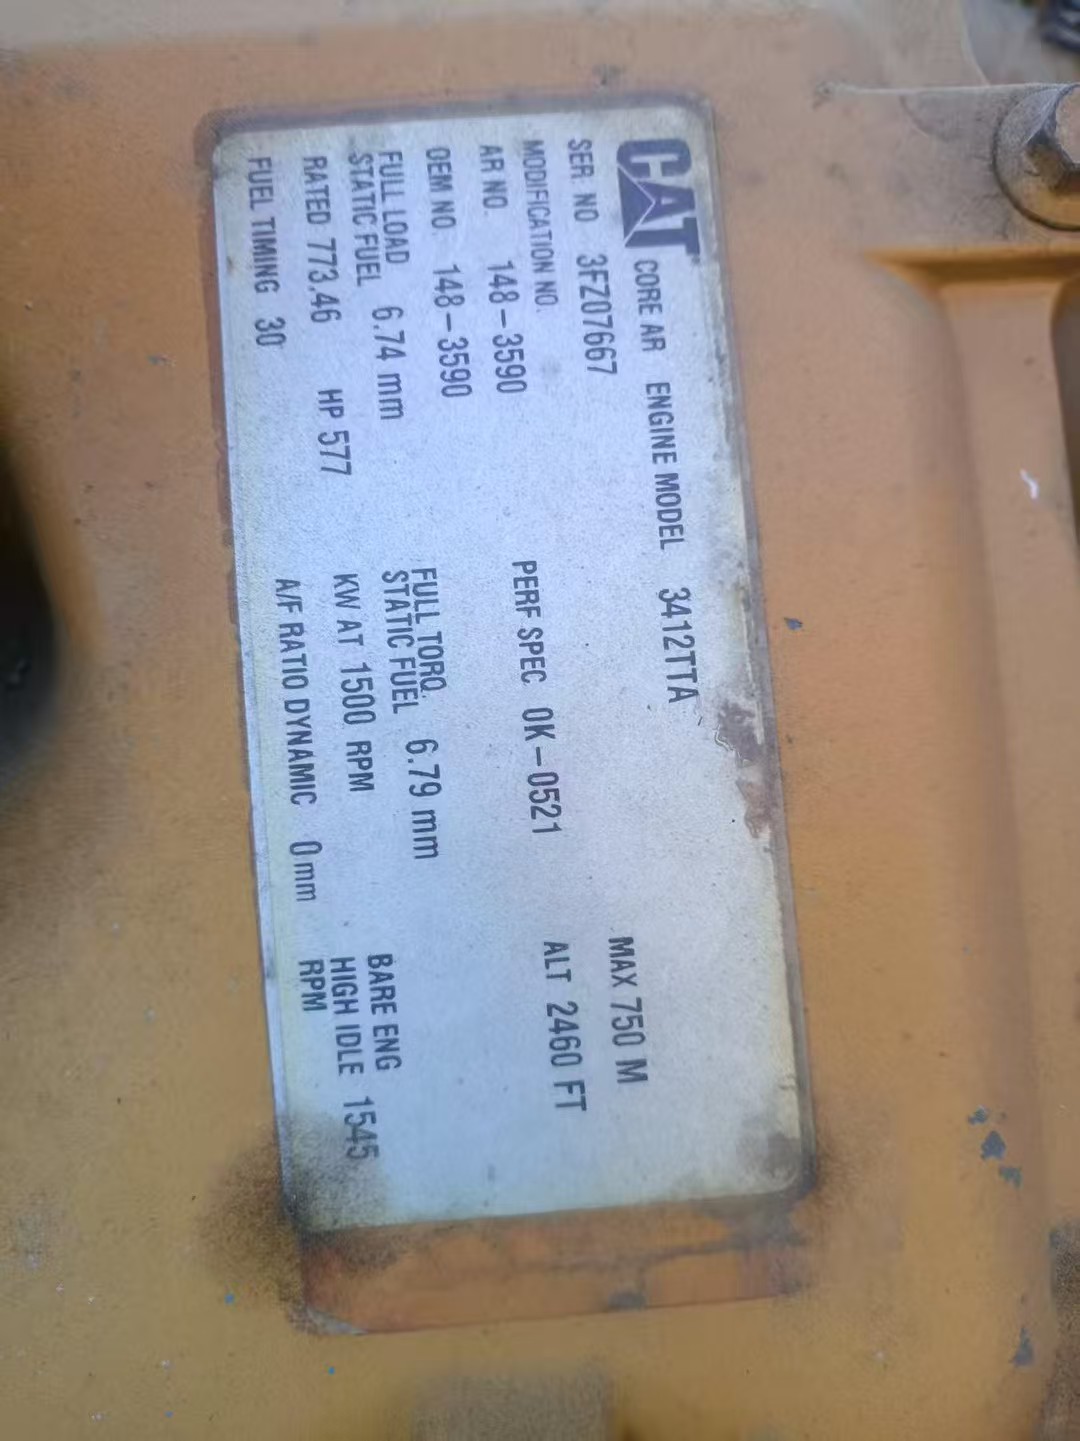 CAT CORE AR ENGINE MODEL 3412TTA
SER. NO 3FZ07667 MAX 750 M
MODIFICATION NO. ALT 2460 FT
AR NO. 148-3590 PERF SPEC 0K-0521
OEM NO. 148-3590
FULL LOAD STATIC FUEL 6.74 mm FULL TORQ. STATIC FUEL 6.79 mm
RATED 773.46 HP 577 KW AT 1500 RPM BARE ENG HIGH IDLE RPM 1545
FUEL TIMING 30 A/F RATIO DYNAMIC 0mm